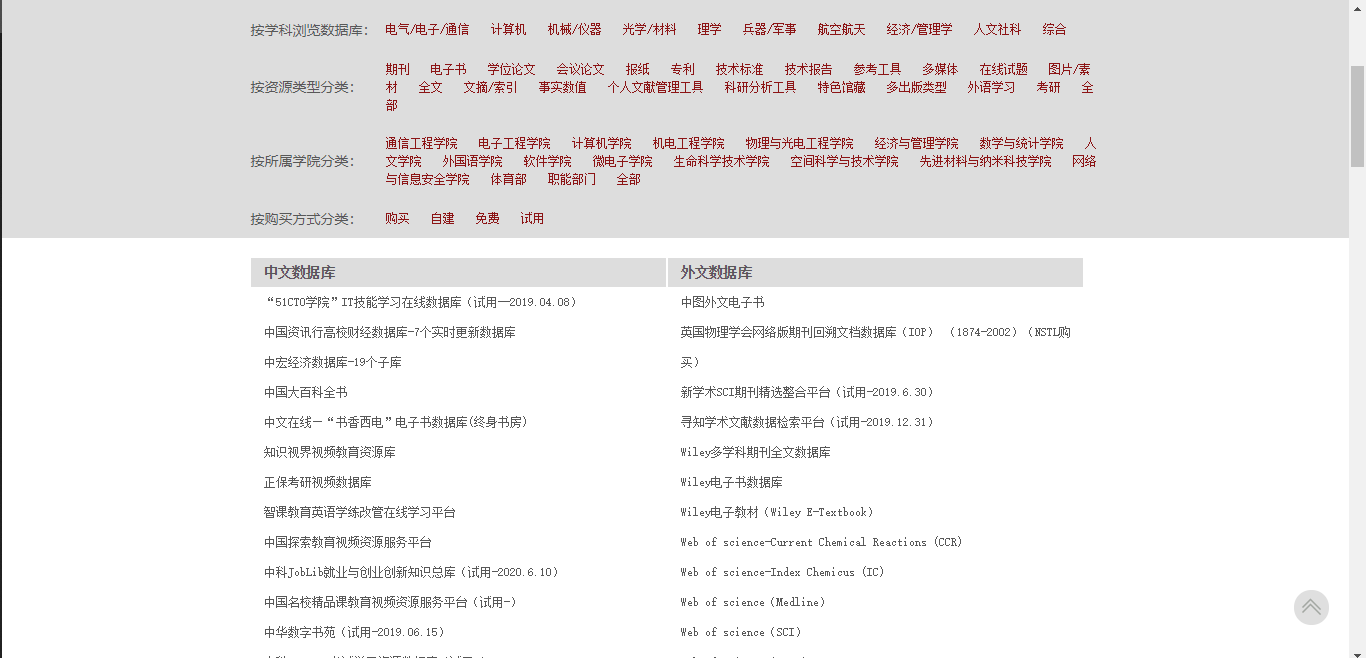 按学科浏览数据库: 电气/电子/通信 计算机 机械/仪器 光学/材料 理学 兵器/军事 航空航天 经济/管理学 人文社科 综合
按资源类型分类: 期刊 电子书 学位论文 会议论文 报纸 专利 技术标准 技术报告 参考工具 多媒体 在线试题 图片/素
材 全文 文摘/索引 事实数值 个人文献管理工具 科研分析工具 特色馆藏 多出版类型 外语学习 考研 全
部
按所属学院分类: 通信工程学院 电子工程学院 计算机学院 机电工程学院 物理与光电工程学院 经济与管理学院 数学与统计学院 人
文学院 外国语学院 软件学院 微电子学院 生命科学技术学院 空间科学与技术学院 先进材料与纳米科技学院 网络
与信息安全学院 体育部 职能部门 全部
按购买方式分类: 购买 自建 免费 试用
中文数据库
“51CTO学院”IT技能学习在线数据库（试用—2019.04.08）
中国资讯行高校财经数据库-7个实时更新数据库
中宏经济数据库-19个子库
中国大百科全书
中文在线—“书香西电”电子书数据库(终身书房)
知识视界视频教育资源库
正保考研视频数据库
智课教育英语学练改管在线学习平台
中国探索教育视频资源服务平台
中科JobLib就业与创业创新知识总库（试用-2020.6.10）
中国名校精品课教育视频资源服务平台（试用-）
中华数字书苑（试用-2019.06.15）
外文数据库
中图外文电子书
英国物理学会网络版期刊回溯文档数据库（IOP） （1874-2002）（NSTL购
买）
新学术SCI期刊精选整合平台（试用-2019.6.30）
寻知学术文献数据检索平台（试用-2019.12.31）
Wiley多学科期刊全文数据库
Wiley电子书数据库
Wiley电子教材（Wiley E-Textbook）
Web of science-Current Chemical Reactions (CCR)
Web of science-Index Chemicus (IC)
Web of science（Medline）
Web of science（SCI）